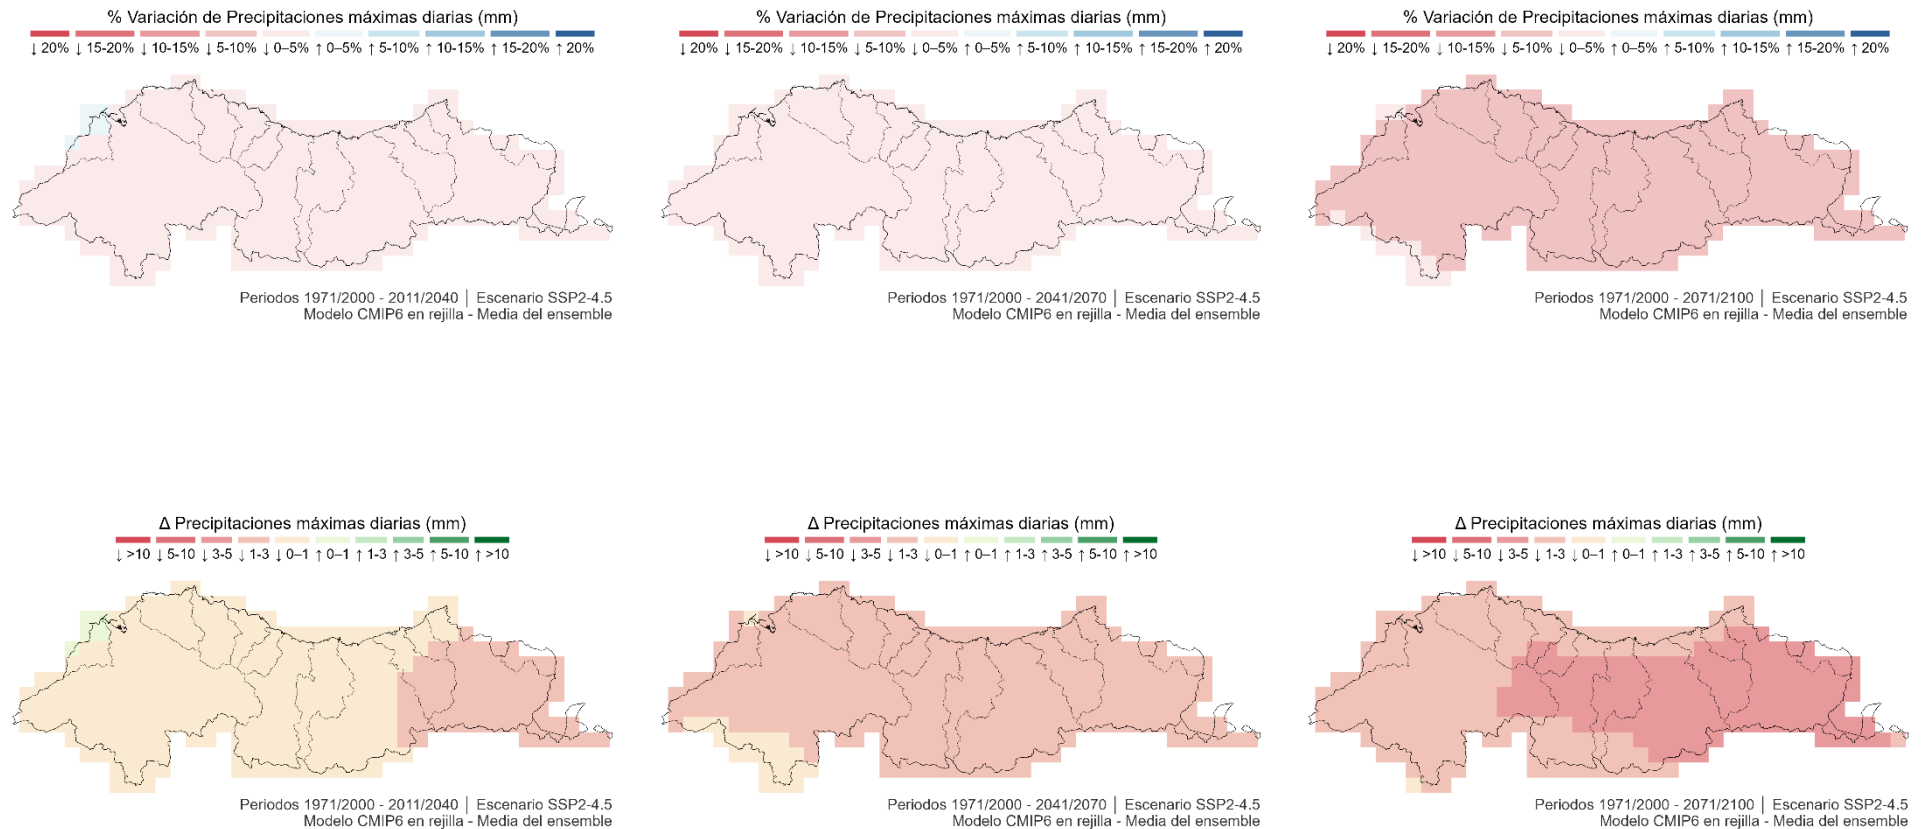 % Variación de Precipitaciones máximas diarias (mm)
↓ 20% ↓ 15-20% ↓ 10-15% ↓ 5-10% ↓ 0–5% ↑ 0–5% ↑ 5-10% ↑ 10-15% ↑ 15-20% ↑ 20%
Periodos 1971/2000 - 2011/2040 | Escenario SSP2-4.5
Modelo CMIP6 en rejilla - Media del ensemble
% Variación de Precipitaciones máximas diarias (mm)
↓ 20% ↓ 15-20% ↓ 10-15% ↓ 5-10% ↓ 0–5% ↑ 0–5% ↑ 5-10% ↑ 10-15% ↑ 15-20% ↑ 20%
Periodos 1971/2000 - 2041/2070 | Escenario SSP2-4.5
Modelo CMIP6 en rejilla - Media del ensemble
% Variación de Precipitaciones máximas diarias (mm)
↓ 20% ↓ 15-20% ↓ 10-15% ↓ 5-10% ↓ 0–5% ↑ 0–5% ↑ 5-10% ↑ 10-15% ↑ 15-20% ↑ 20%
Periodos 1971/2000 - 2071/2100 | Escenario SSP2-4.5
Modelo CMIP6 en rejilla - Media del ensemble
Δ Precipitaciones máximas diarias (mm)
↓ >10 ↓ 5-10 ↓ 3-5 ↓ 1-3 ↓ 0–1 ↑ 0–1 ↑ 1-3 ↑ 3-5 ↑ 5-10 ↑ >10
Periodos 1971/2000 - 2011/2040 | Escenario SSP2-4.5
Modelo CMIP6 en rejilla - Media del ensemble
Δ Precipitaciones máximas diarias (mm)
↓ >10 ↓ 5-10 ↓ 3-5 ↓ 1-3 ↓ 0–1 ↑ 0–1 ↑ 1-3 ↑ 3-5 ↑ 5-10 ↑ >10
Periodos 1971/2000 - 2041/2070 | Escenario SSP2-4.5
Modelo CMIP6 en rejilla - Media del ensemble
Δ Precipitaciones máximas diarias (mm)
↓ >10 ↓ 5-10 ↓ 3-5 ↓ 1-3 ↓ 0–1 ↑ 0–1 ↑ 1-3 ↑ 3-5 ↑ 5-10 ↑ >10
Periodos 1971/2000 - 2071/2100 | Escenario SSP2-4.5
Modelo CMIP6 en rejilla - Media del ensemble